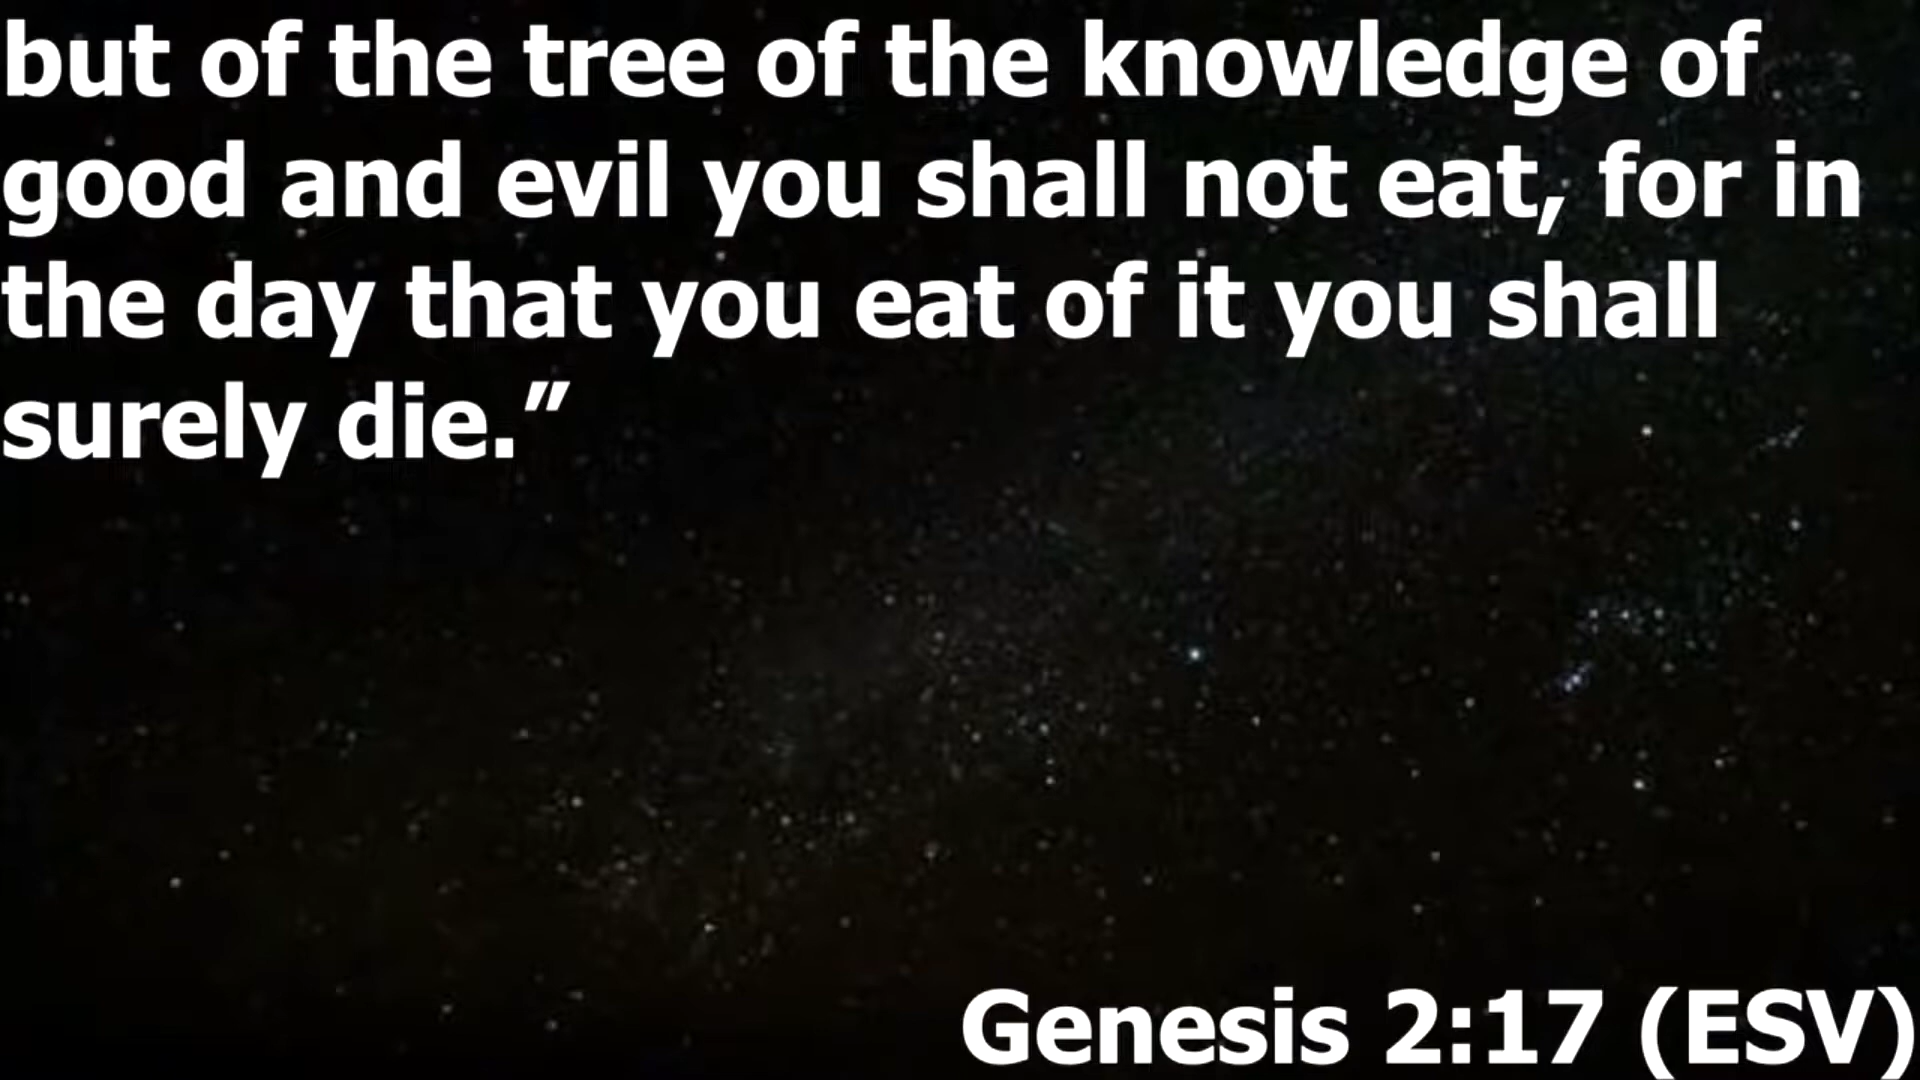 but of the tree of the knowledge of
good and evil you shall not eat, for in
the day that you eat of it you shall
surely die.”
Genesis 2:17 (ESV)